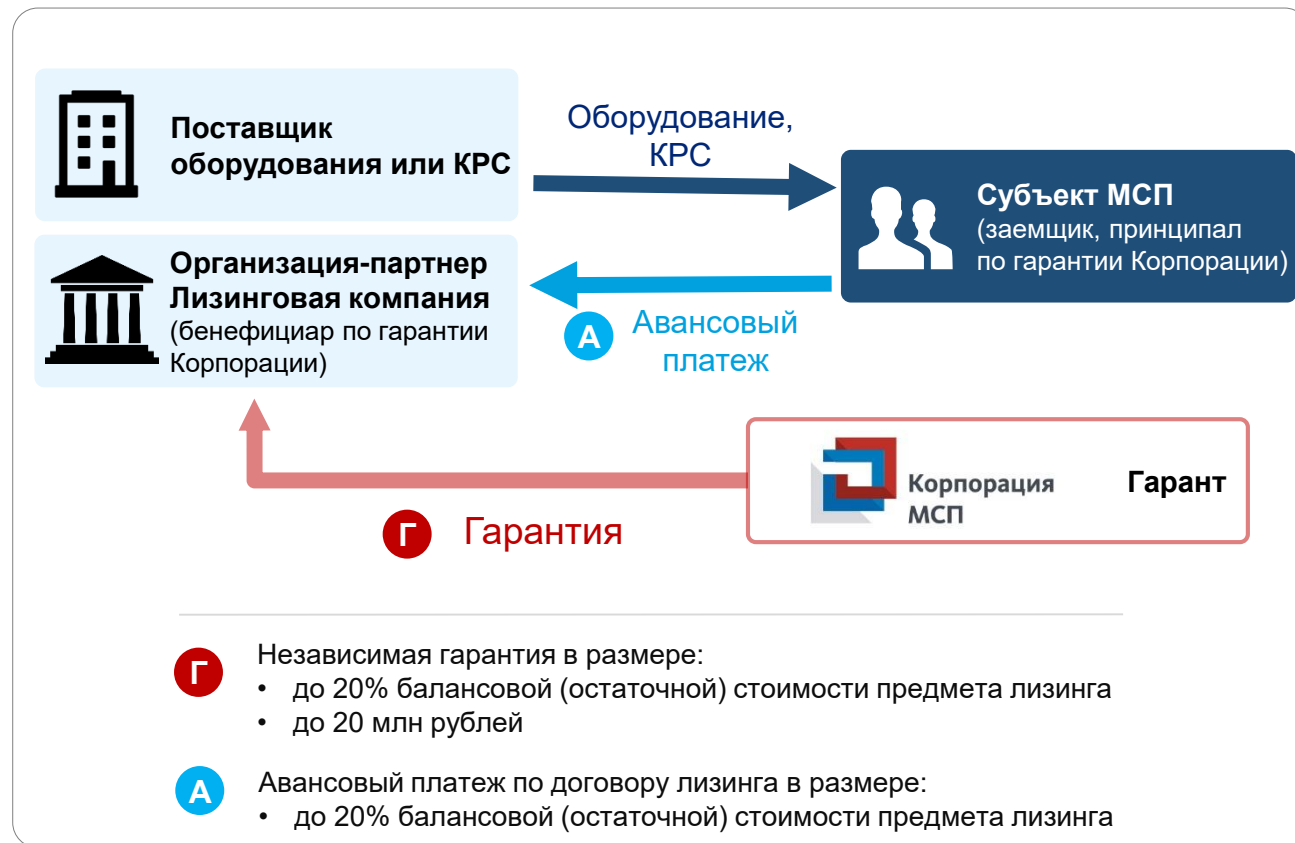 Поставщик
оборудования или КРС
Оборудование,
КРС
Субъект МСП
(заемщик, принципал
по гарантии Корпорации)
Организация-партнер
Лизинговая компания
(бенефициар по гарантии
Корпорации)
А
Авансовый
платеж
Корпорация
МСП
Гарант
Г
Гарантия
Г
Независимая гарантия в размере:
• до 20% балансовой (остаточной) стоимости предмета лизинга
• до 20 млн рублей
А
Авансовый платеж по договору лизинга в размере:
• до 20% балансовой (остаточной) стоимости предмета лизинга